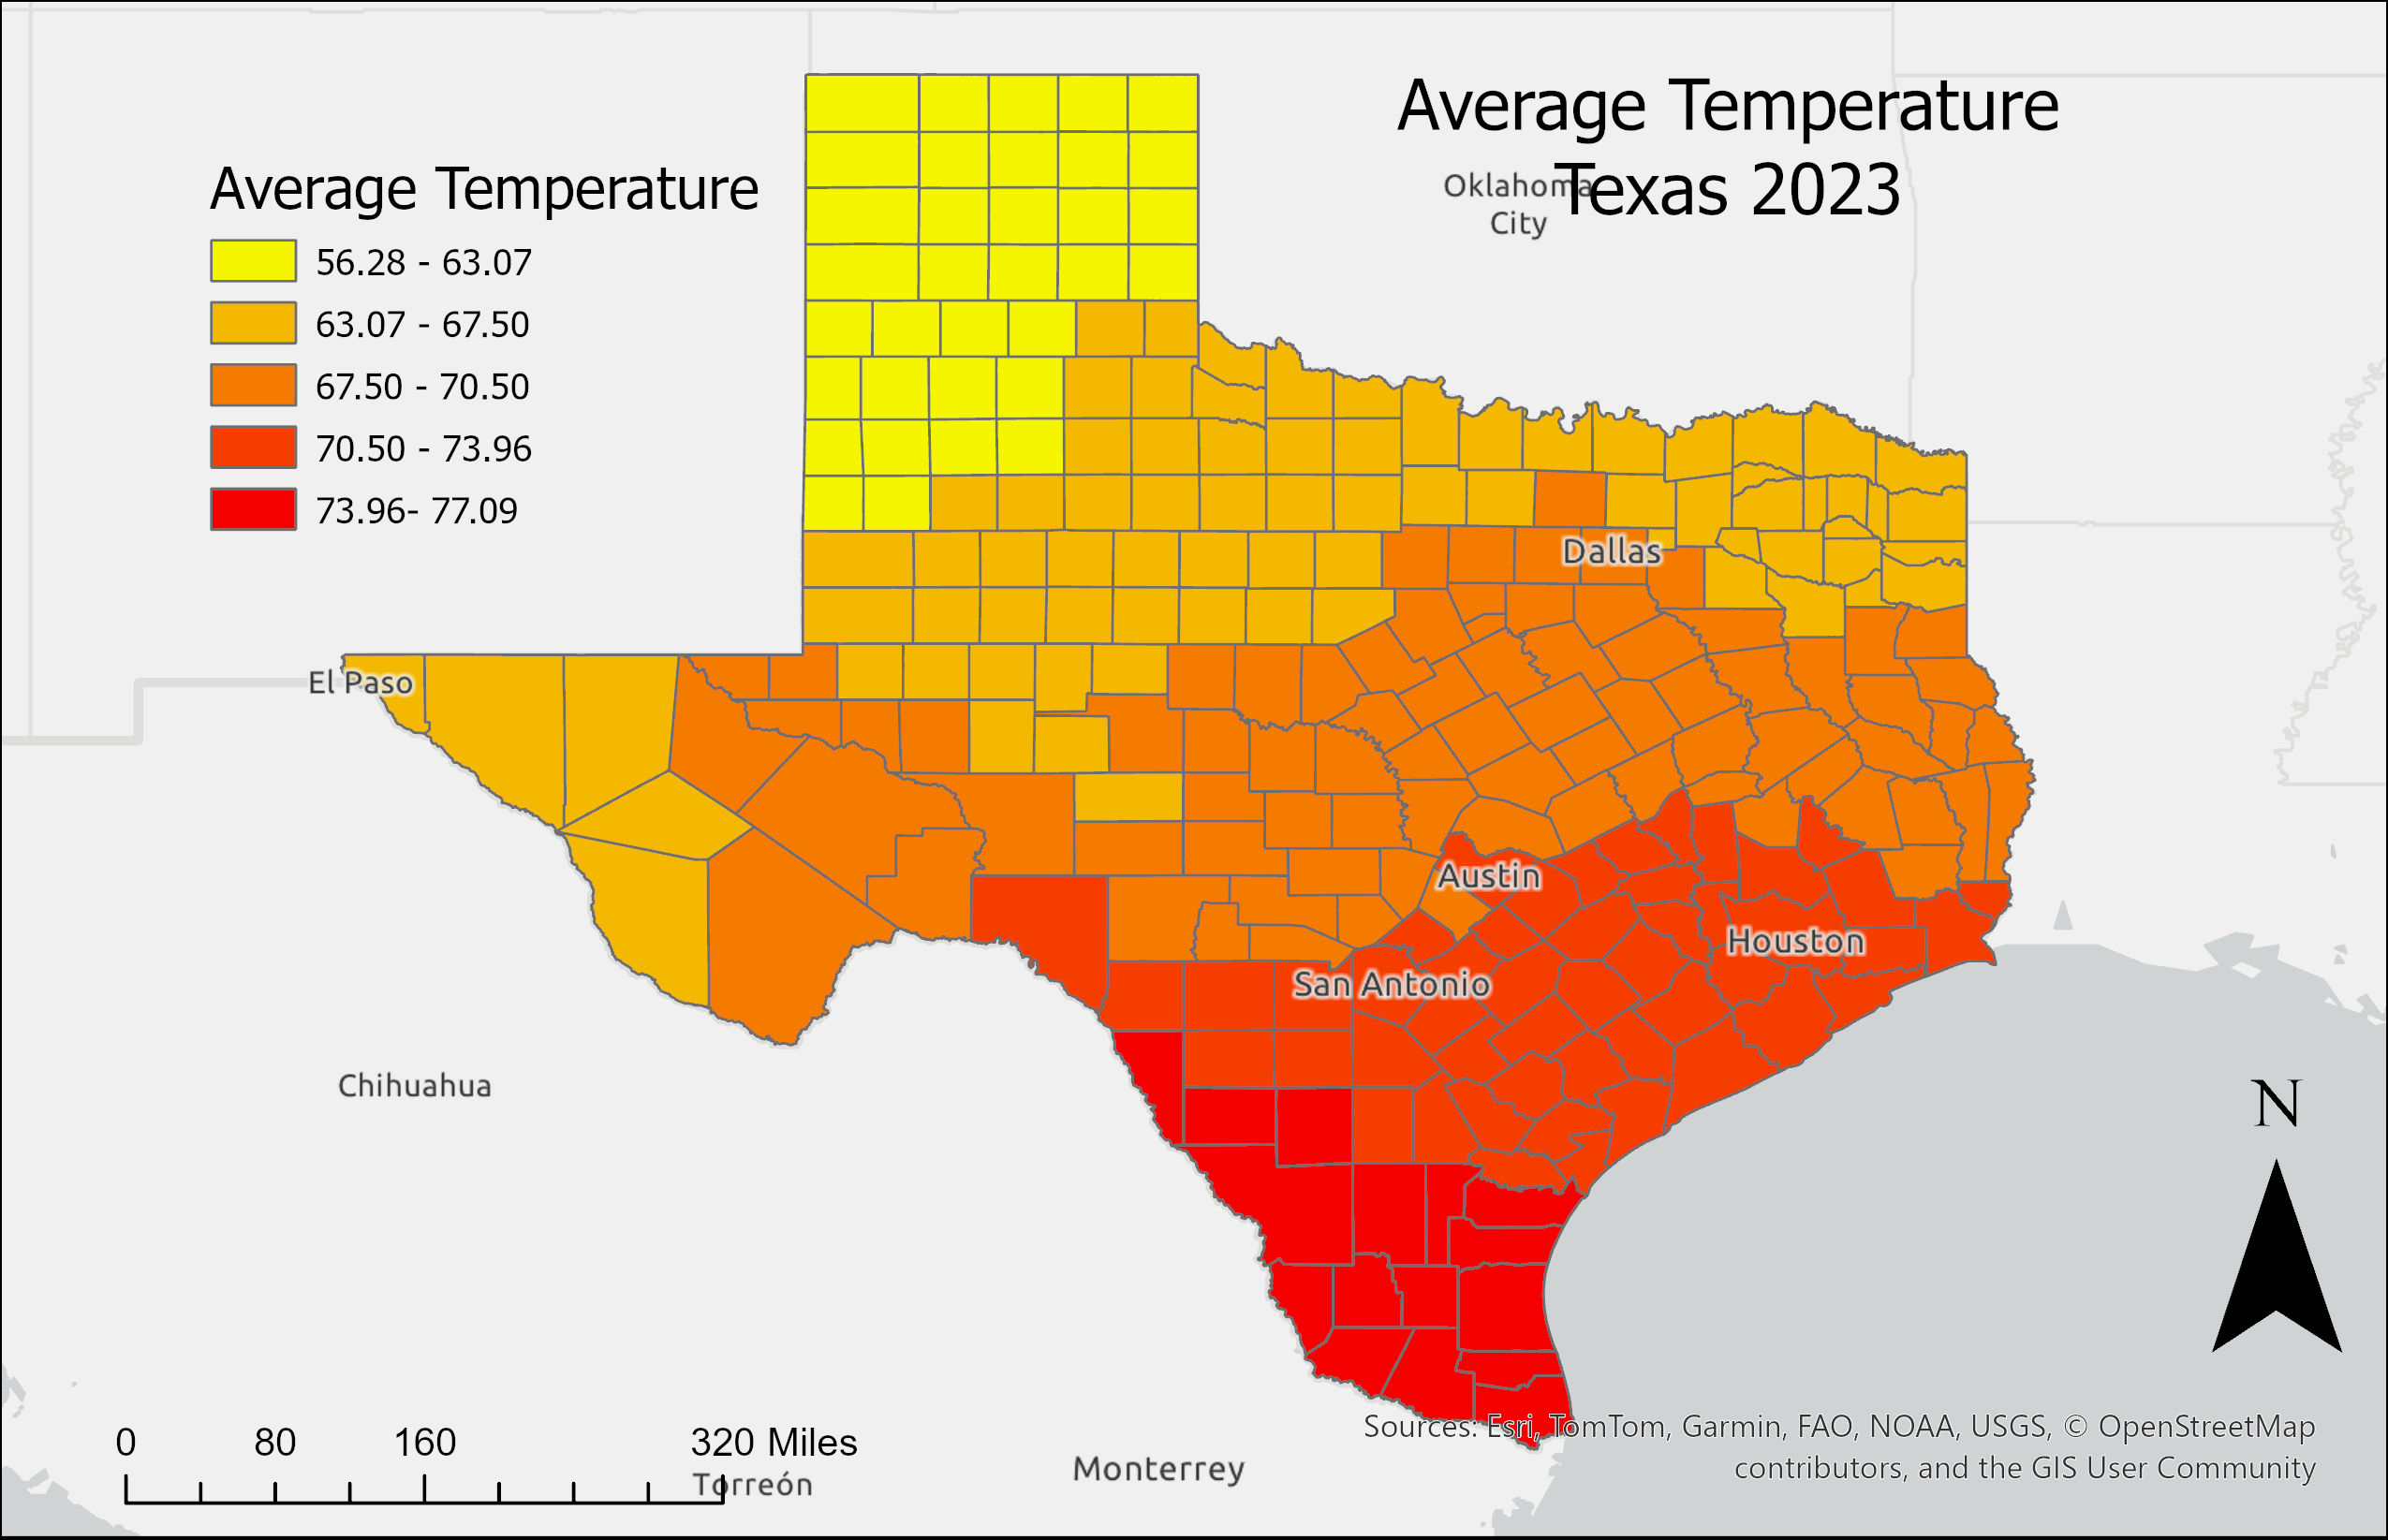 Average Temperature
Texas 2023
Oklahoma
City
Average Temperature
56.28 - 63.07
63.07 - 67.50
67.50 - 70.50
70.50 - 73.96
73.96- 77.09
Dallas
El Paso
Austin
Houston
San Antonio
Chihuahua
N
0 80 160 320 Miles
Torreón
Monterrey
Sources: Esri, TomTom, Garmin, FAO, NOAA, USGS, © OpenStreetMap
contributors, and the GIS User Community